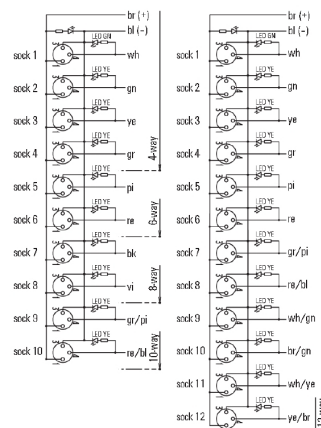 br (+)
bl (-)
LED GN
sock 1 wh
LED YE
sock 2 gn
LED YE
sock 3 ye
LED YE
sock 4 gr
4-way
LED YE
sock 5 pi
LED YE
sock 6 re
6-way
LED YE
sock 7 bk
LED YE
sock 8 vi
8-way
LED YE
sock 9 gr/pi
LED YE
sock 10 re/bl
10-way
br (+)
bl (-)
LED GN
sock 1 wh
LED YE
sock 2 gn
LED YE
sock 3 ye
LED YE
sock 4 gr
LED YE
sock 5 pi
LED YE
sock 6 re
LED YE
sock 7 gr/pi
LED YE
sock 8 re/bl
LED YE
sock 9 wh/gn
LED YE
sock 10 br/gn
LED YE
sock 11 wh/ye
LED YE
sock 12 ye/br
12-way